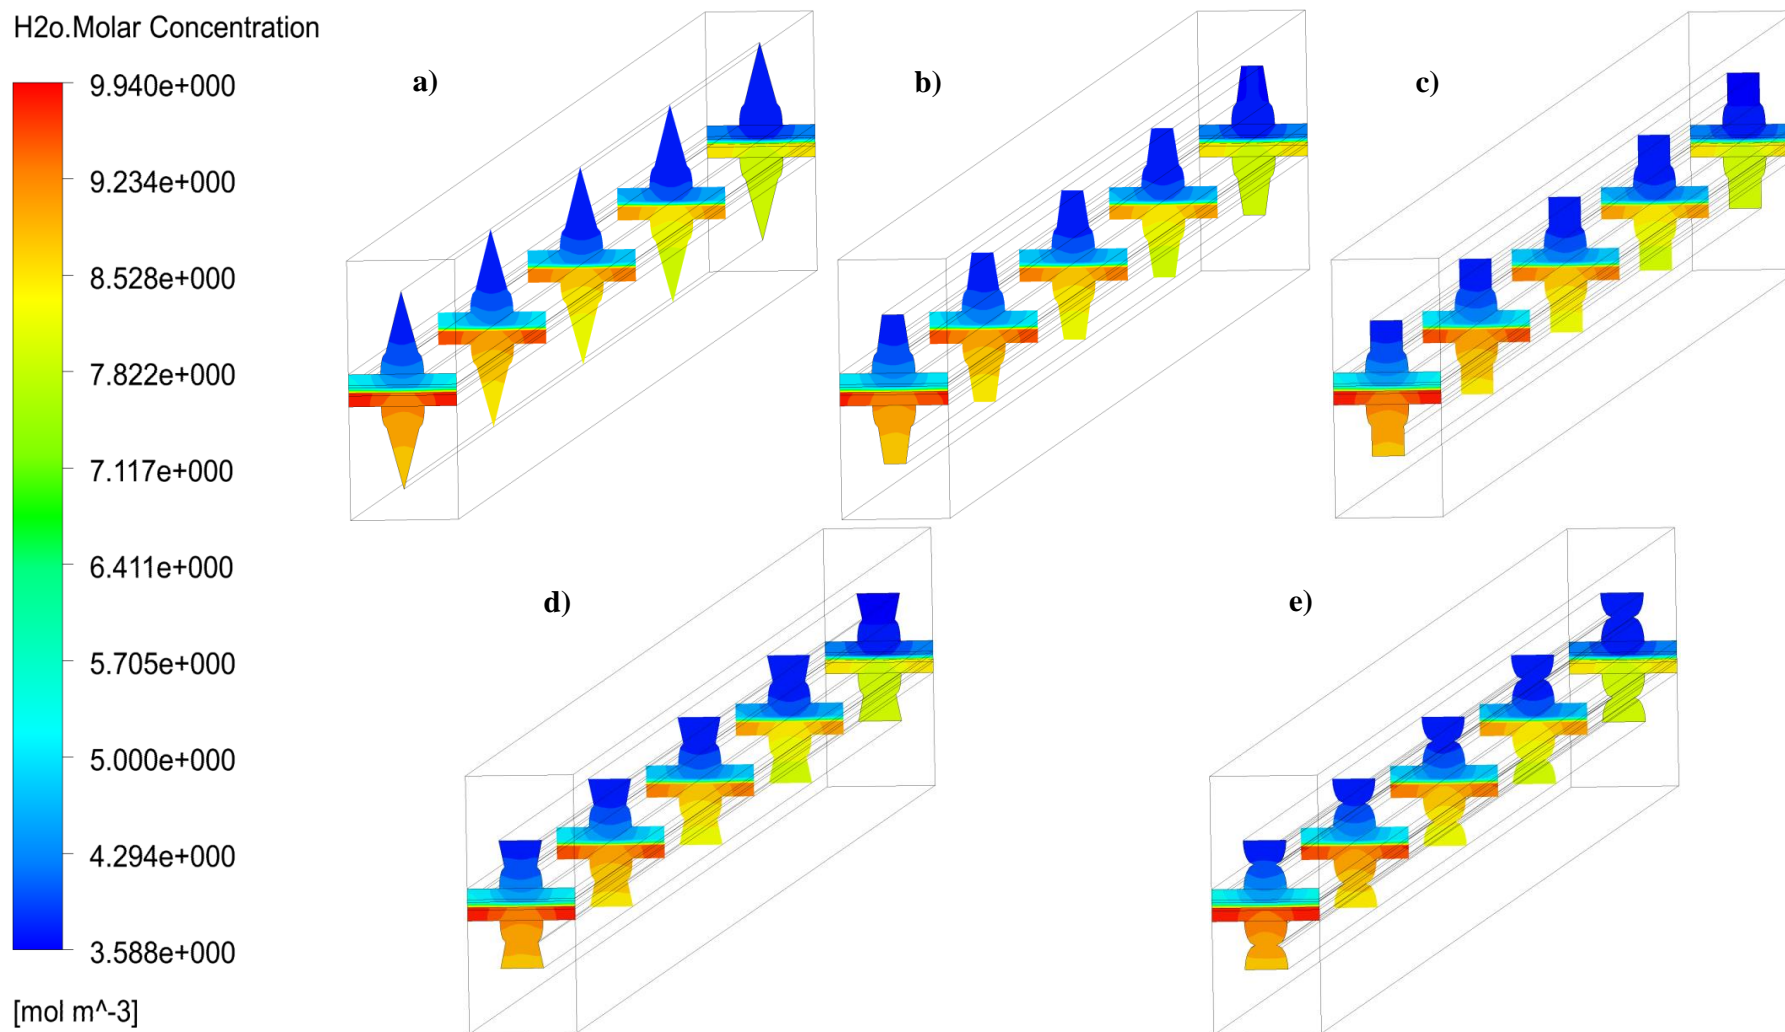 H2o.Molar Concentration
9.940e+000
9.234e+000
8.528e+000
7.822e+000
7.117e+000
6.411e+000
5.705e+000
5.000e+000
4.294e+000
3.588e+000
[mol m^-3]
a)
b)
c)
d)
e)